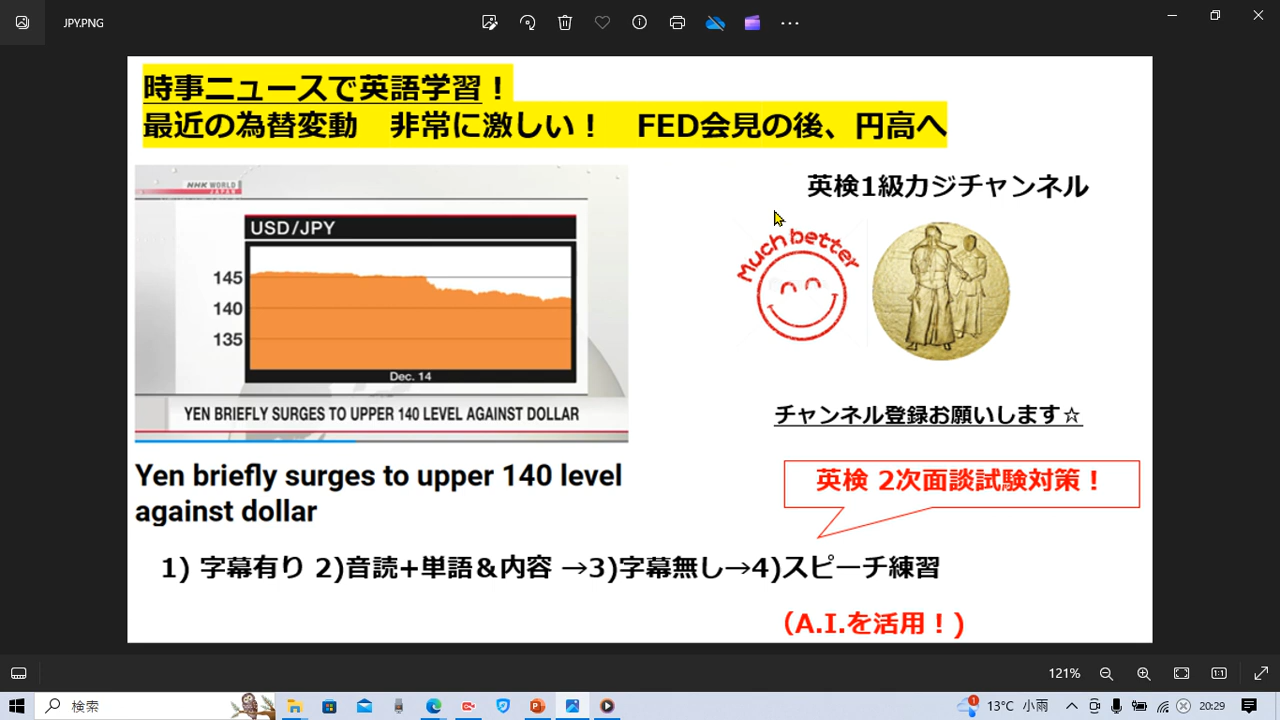 JPY.PNG
時事ニュースで英語学習！
最近の為替変動　非常に激しい！　FED会見の後、円高へ
NHK WORLD
JAPAN
USD/JPY
145
140
135
Dec. 14
YEN BRIEFLY SURGES TO UPPER 140 LEVEL AGAINST DOLLAR
Yen briefly surges to upper 140 level
against dollar
英検1級カジチャンネル
Much better
チャンネル登録お願いします☆
英検 2次面談試験対策！
1) 字幕有り 2)音読+単語＆内容 →3)字幕無し→4)スピーチ練習
（A.I.を活用！)
121%
検索
1
13°C 小雨
20:29